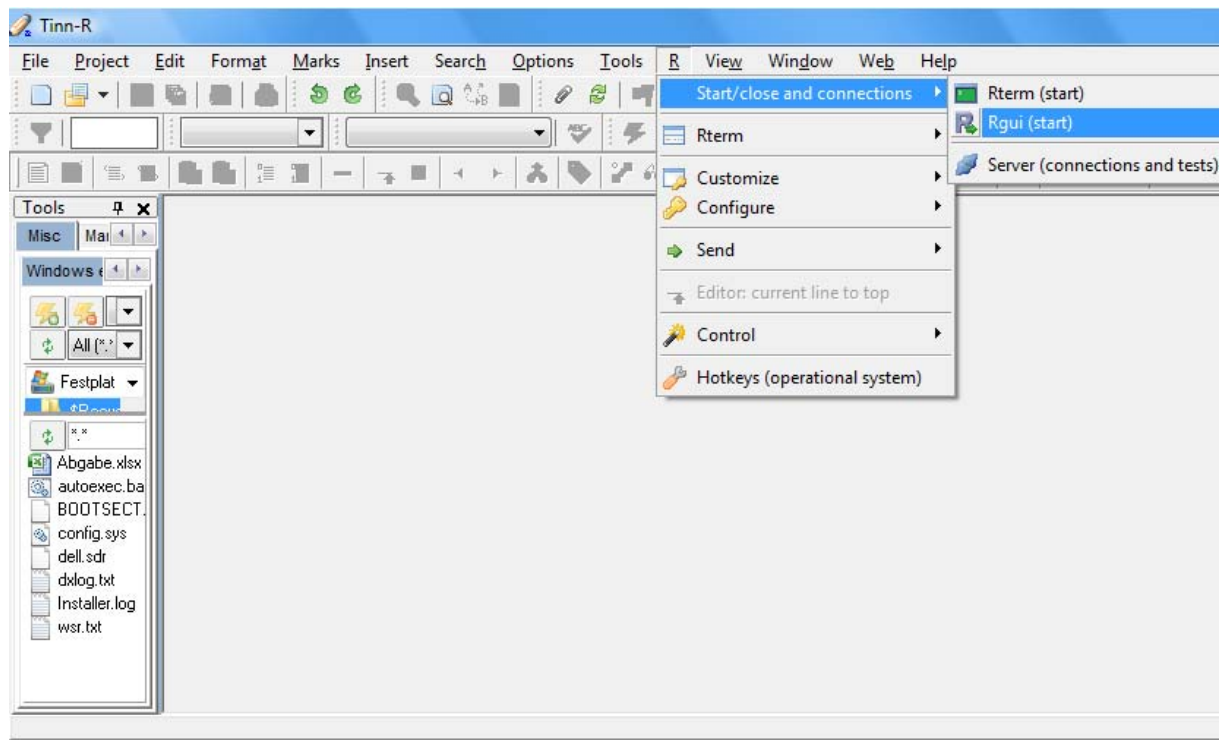 Tinn-R
File Project Edit Format Marks Insert Search Options Tools R View Window Web Help
Start/close and connections
Rterm (start)
Rgui (start)
Server (connections and tests)
Rterm
Customize
Configure
Send
Editor: current line to top
Control
Hotkeys (operational system)
Tools
Misc Mar
Windows e
All (*.*
Festplat
*.*
Abgabe.xlsx
autoexec.ba
BOOTSECT.
config.sys
dell.sdr
dxlog.txt
Installer.log
wsr.txt